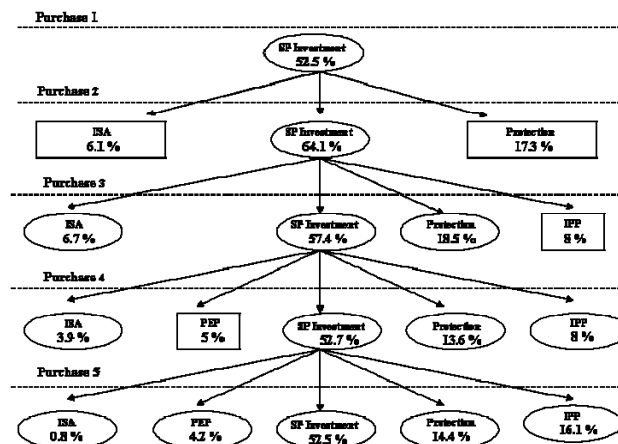 Purchase 1
SP Investment
52.5 %
Purchase 2
ISA
6.1 %
SP Investment
64.1 %
Protection
17.3 %
Purchase 3
ISA
6.7 %
SP Investment
57.4 %
Protection
18.5 %
IPP
8 %
Purchase 4
ISA
3.9 %
PEP
5 %
SP Investment
52.7 %
Protection
13.6 %
IPP
8 %
Purchase 5
ISA
0.8 %
PEP
4.2 %
SP Investment
52.5 %
Protection
14.4 %
IPP
16.1 %